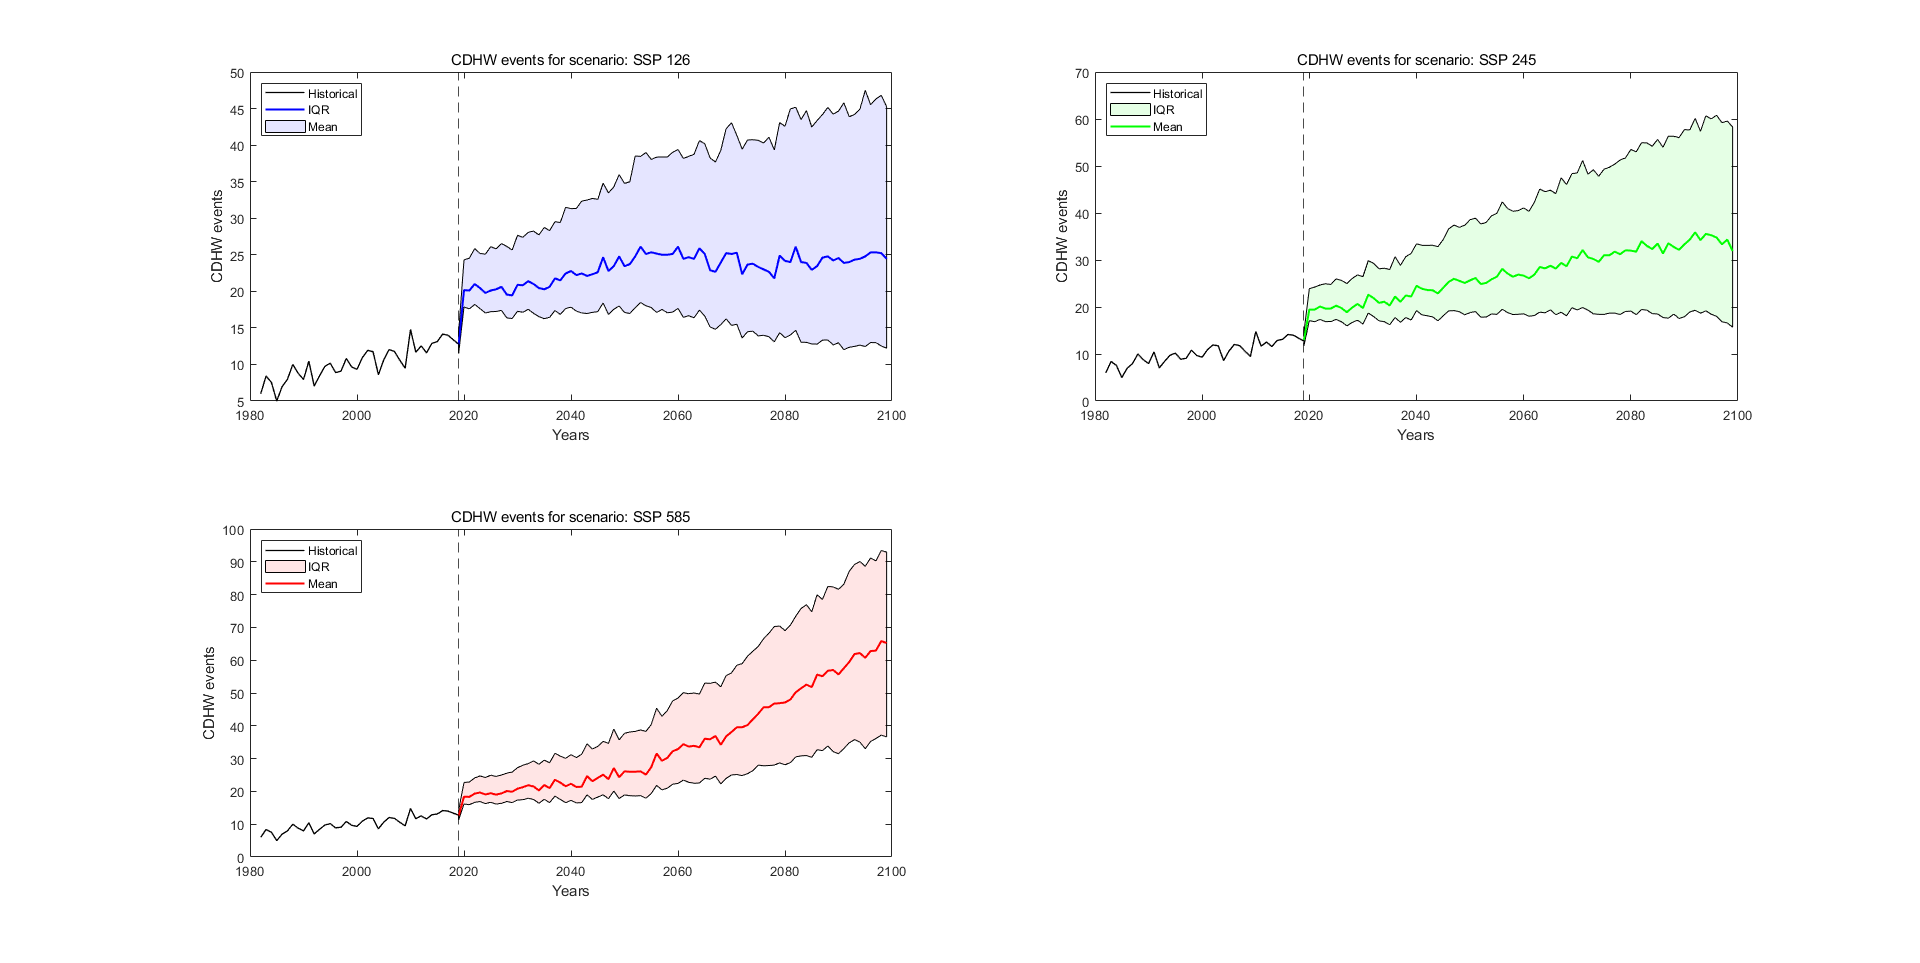 CDHW events for scenario: SSP 126
50
45
40
35
30
25
20
15
10
5
CDHW events
Historical
IQR
Mean
1980 2000 2020 2040 2060 2080 2100
Years
CDHW events for scenario: SSP 245
70
60
50
40
30
20
10
0
CDHW events
Historical
IQR
Mean
1980 2000 2020 2040 2060 2080 2100
Years
CDHW events for scenario: SSP 585
100
90
80
70
60
50
40
30
20
10
0
CDHW events
Historical
IQR
Mean
1980 2000 2020 2040 2060 2080 2100
Years